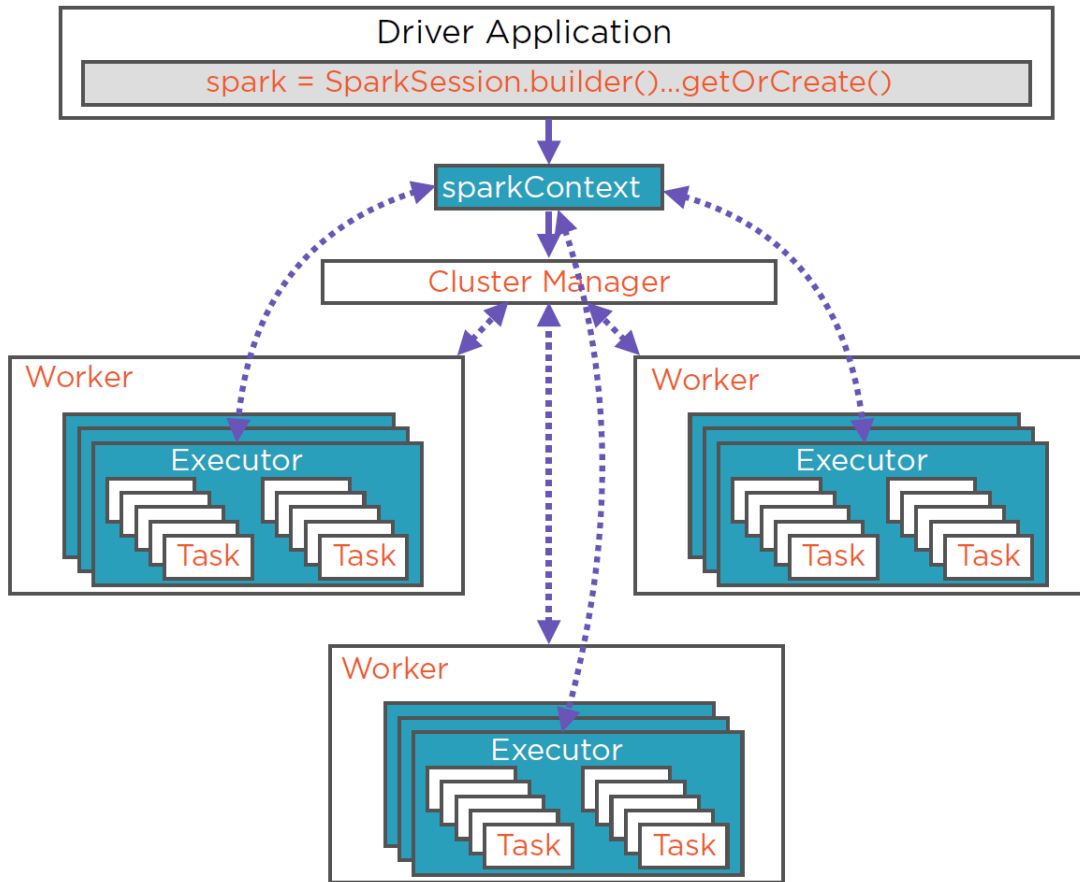 Driver Application
spark = SparkSession.builder()...getOrCreate()
sparkContext
Cluster Manager
Worker
Executor
Task
Task
Worker
Executor
Task
Task
Worker
Executor
Task
Task